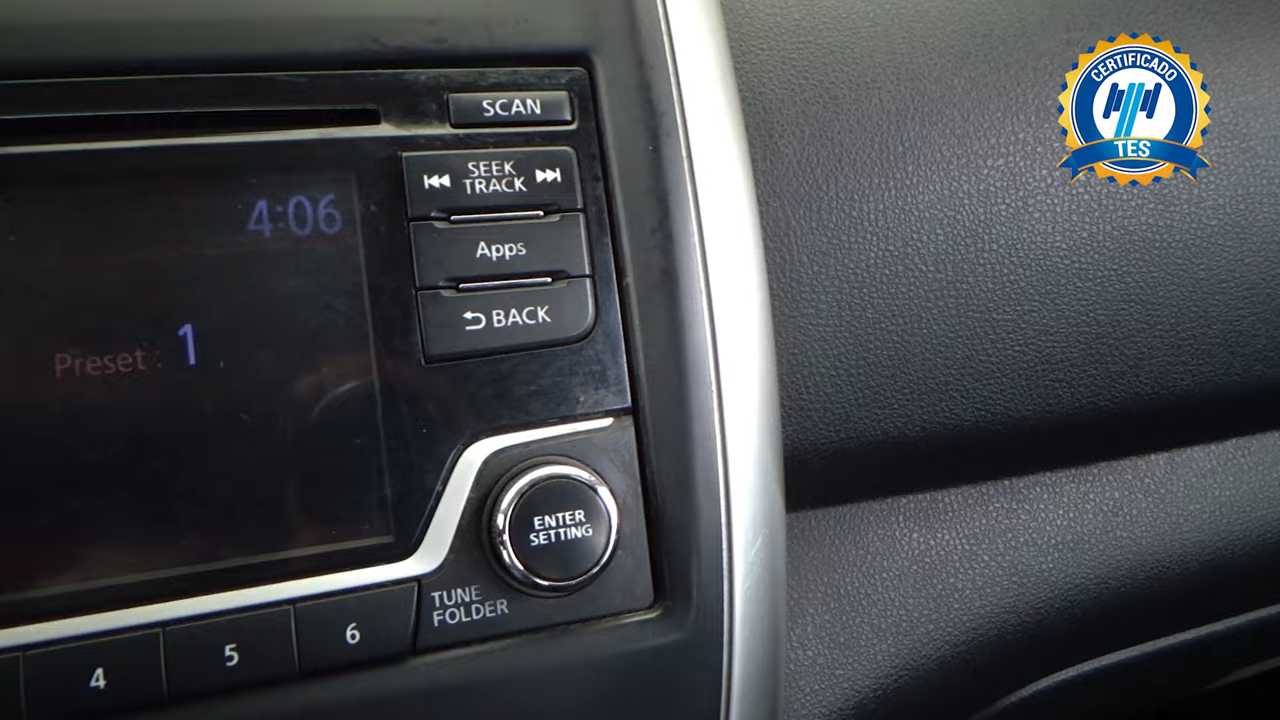 SCAN
SEEK
TRACK
4:06
Apps
BACK
Preset : 1
ENTER
SETTING
TUNE
FOLDER
4
5
6
CERTIFICADO
TES